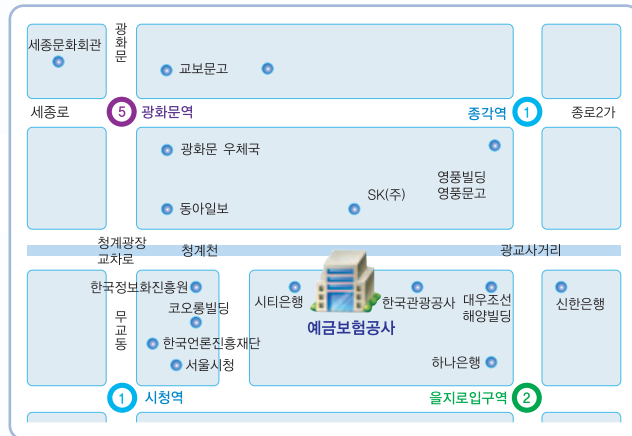 광화문
세종문화회관
교보문고
세종로
5 광화문역
종각역 1
종로2가
광화문 우체국
영풍빌딩
영풍문고
동아일보
SK(주)
청계광장
교차로
청계천
광교사거리
한국정보화진흥원
시티은행
한국관광공사
대우조선
해양빌딩
신한은행
코오롱빌딩
무교동
예금보험공사
한국언론진흥재단
서울시청
하나은행
1 시청역
을지로입구역 2